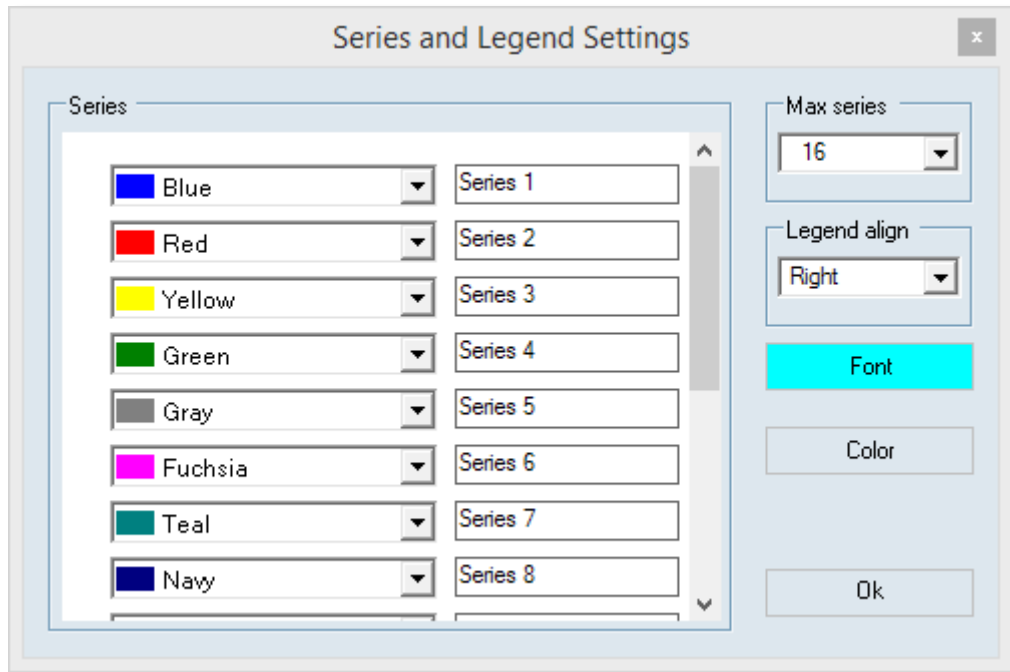 Series and Legend Settings
x
Series
Blue Series 1
Red Series 2
Yellow Series 3
Green Series 4
Gray Series 5
Fuchsia Series 6
Teal Series 7
Navy Series 8
Max series
16
Legend align
Right
Font
Color
Ok